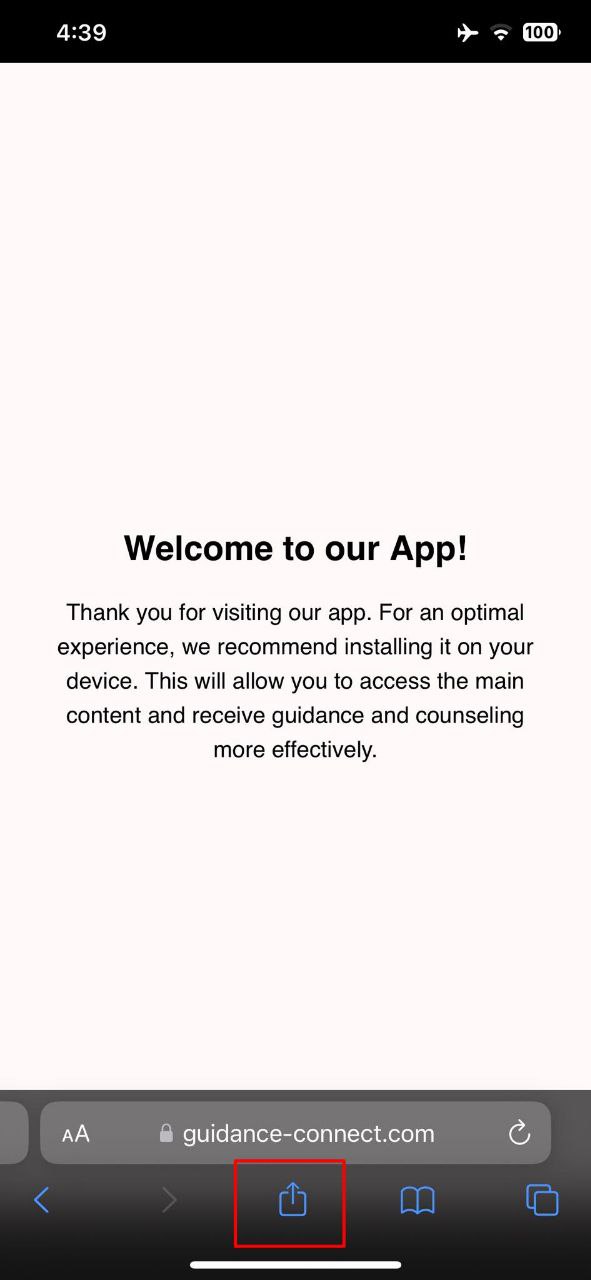 4:39
100
Welcome to our App!
Thank you for visiting our app. For an optimal
experience, we recommend installing it on your
device. This will allow you to access the main
content and receive guidance and counseling
more effectively.
AA guidance-connect.com